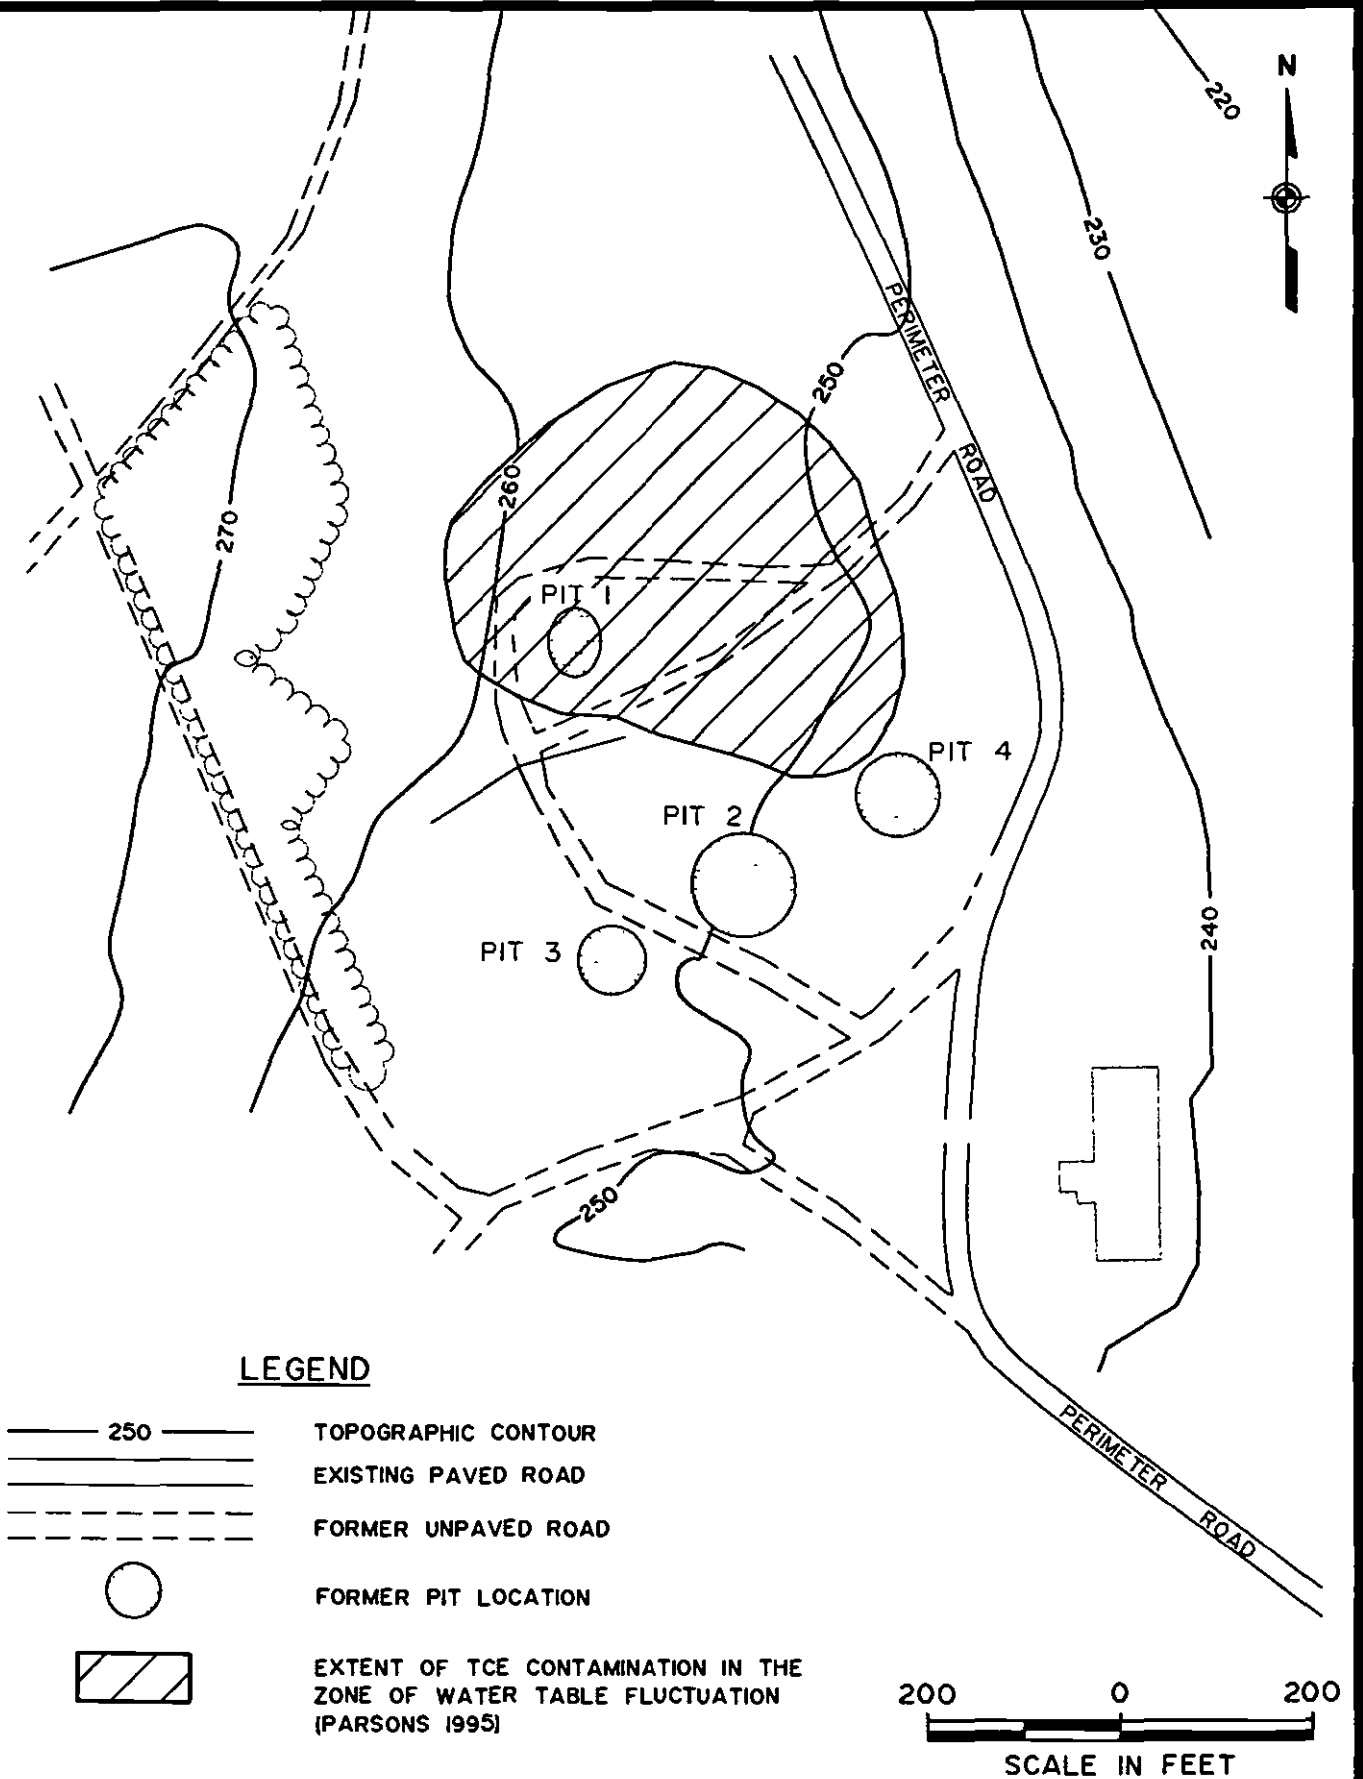 N
220
230
PERIMETER ROAD
250
260
270
PIT 1
PIT 4
PIT 2
PIT 3
240
250
LEGEND
250 TOPOGRAPHIC CONTOUR
EXISTING PAVED ROAD
FORMER UNPAVED ROAD
FORMER PIT LOCATION
EXTENT OF TCE CONTAMINATION IN THE
ZONE OF WATER TABLE FLUCTUATION
(PARSONS 1995)
PERIMETER ROAD
200 0 200
SCALE IN FEET